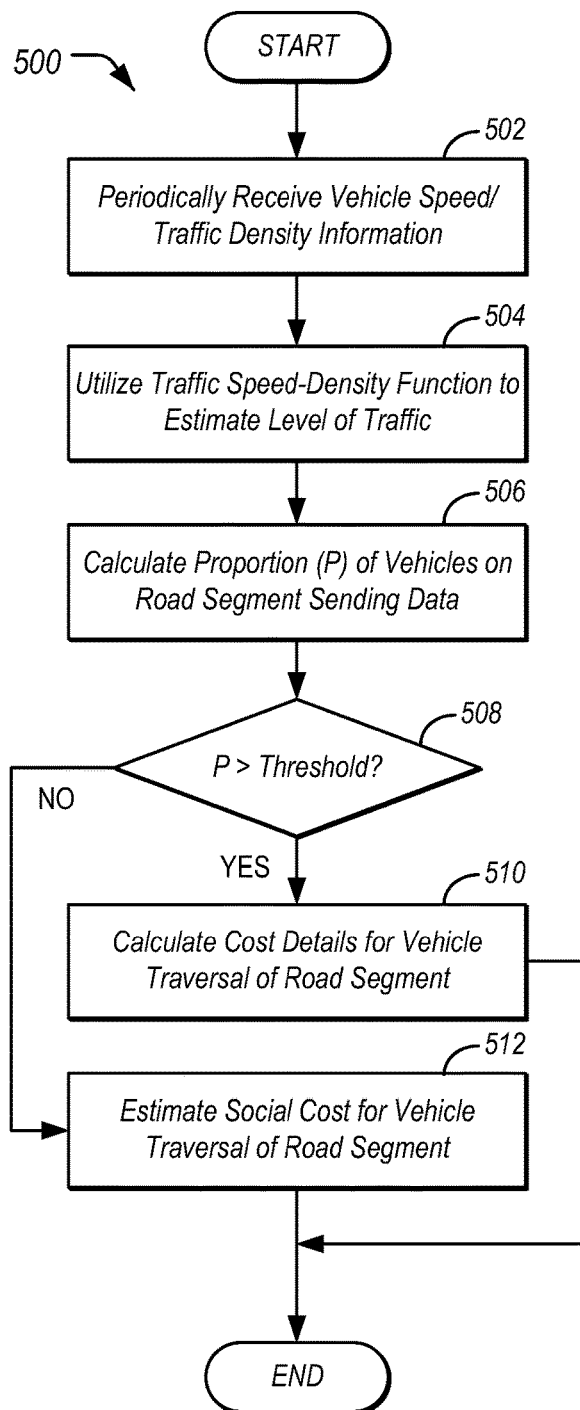 START
500
502
Periodically Receive Vehicle Speed/
Traffic Density Information
504
Utilize Traffic Speed-Density Function to
Estimate Level of Traffic
506
Calculate Proportion (P) of Vehicles on
Road Segment Sending Data
508
P > Threshold?
NO
YES
510
Calculate Cost Details for Vehicle
Traversal of Road Segment
512
Estimate Social Cost for Vehicle
Traversal of Road Segment
END